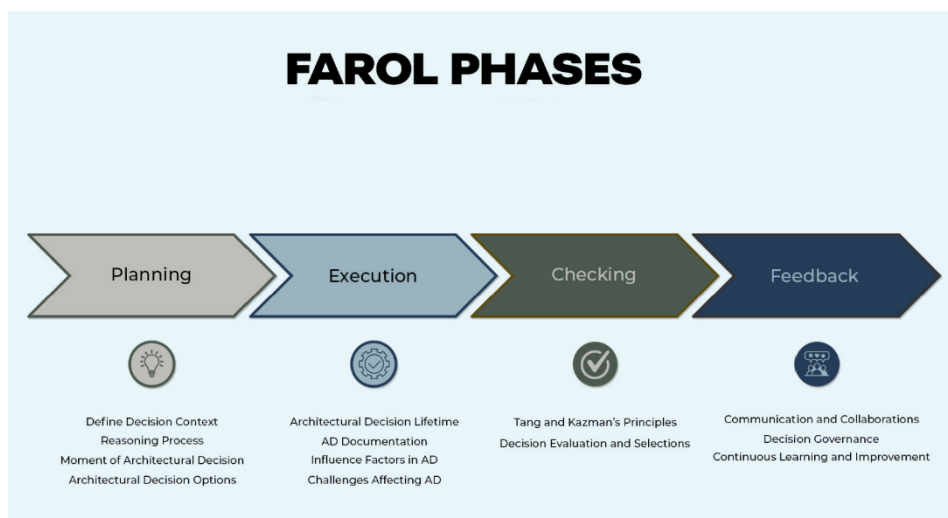 FAROL PHASES
Planning
Execution
Checking
Feedback
Define Decision Context
Reasoning Process
Moment of Architectural Decision
Architectural Decision Options
Architectural Decision Lifetime
AD Documentation
Influence Factors in AD
Challenges Affecting AD
Tang and Kazman's Principles
Decision Evaluation and Selections
Communication and Collaborations
Decision Governance
Continuous Learning and Improvement